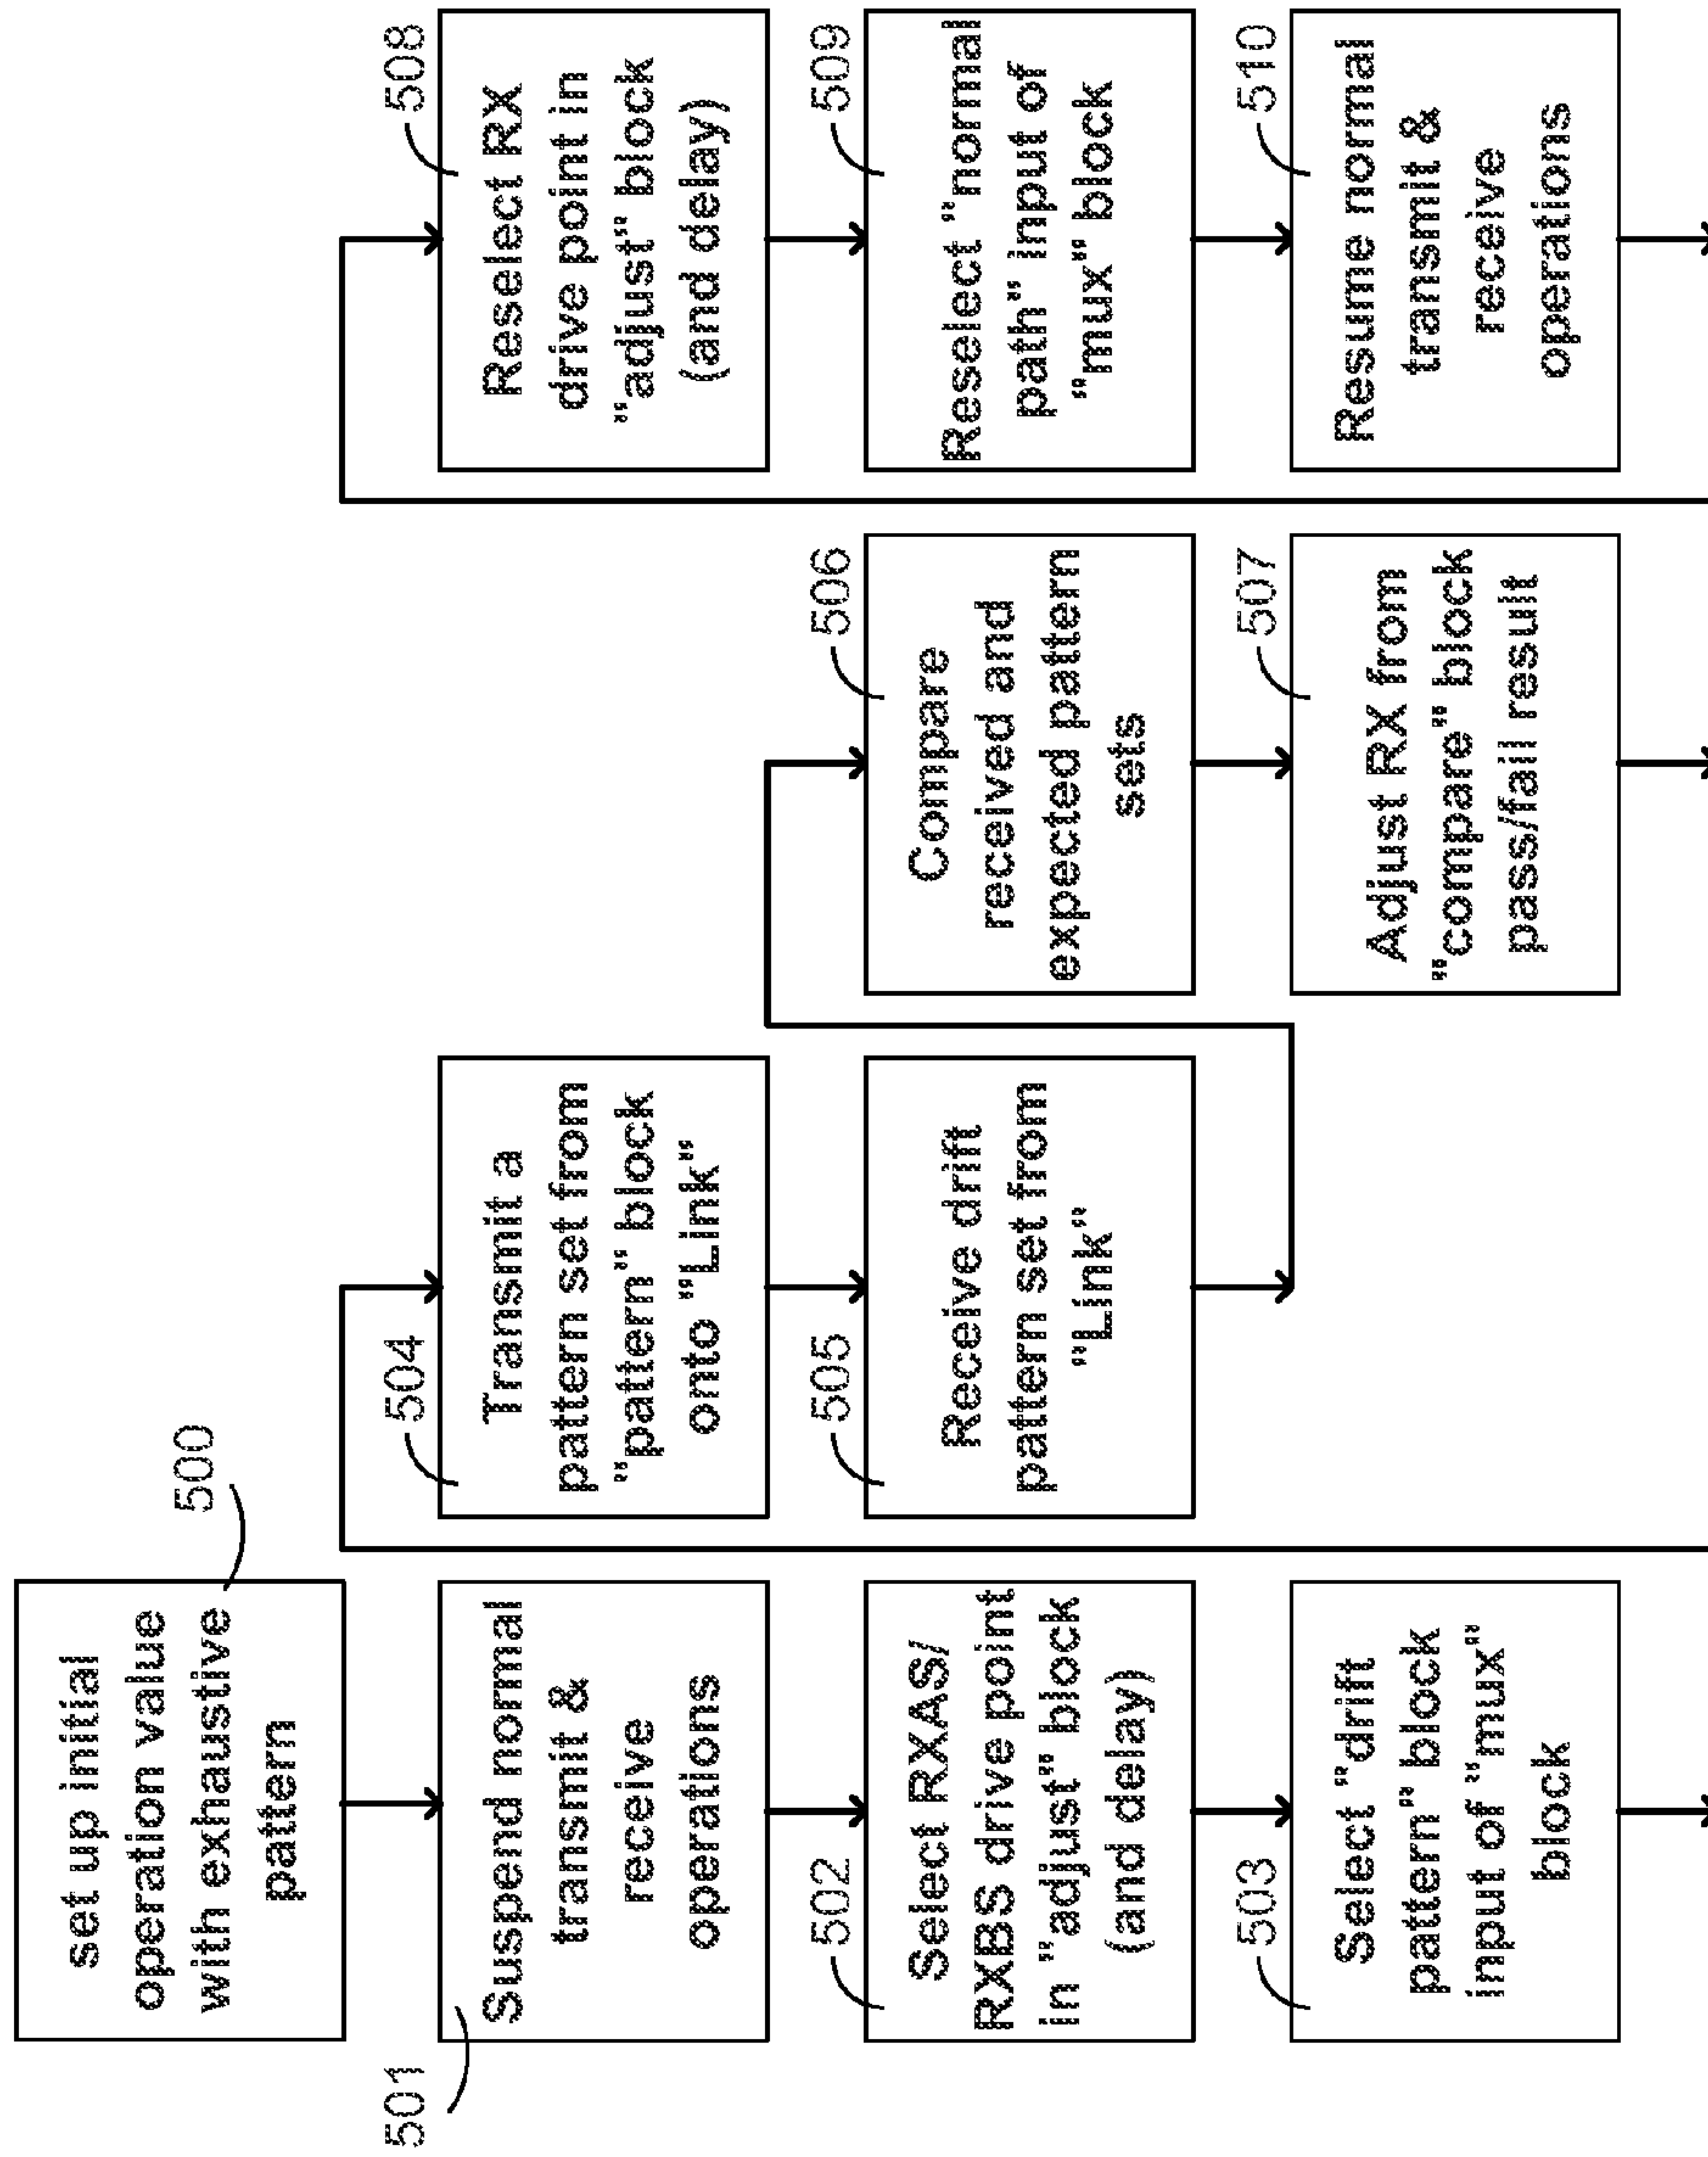 500
set up initial
operation value
with exhaustive
pattern
501
Suspend normal
transmit &
receive
operations
502
Select RXAS/
RXBS drive point
in "adjust" block
(and delay)
503
Select "drift
pattern" block
input of "mux"
block
504
Transmit a
pattern set from
"pattern" block
onto "Link"
505
Receive drift
pattern set from
"Link"
506
Compare
received and
expected pattern
sets
507
Adjust RX from
"compare" block
pass/fail result
508
Reselect RX
drive point in
"adjust" block
(and delay)
509
Reselect "normal
path" input of
"mux" block
510
Resume normal
transmit &
receive
operations